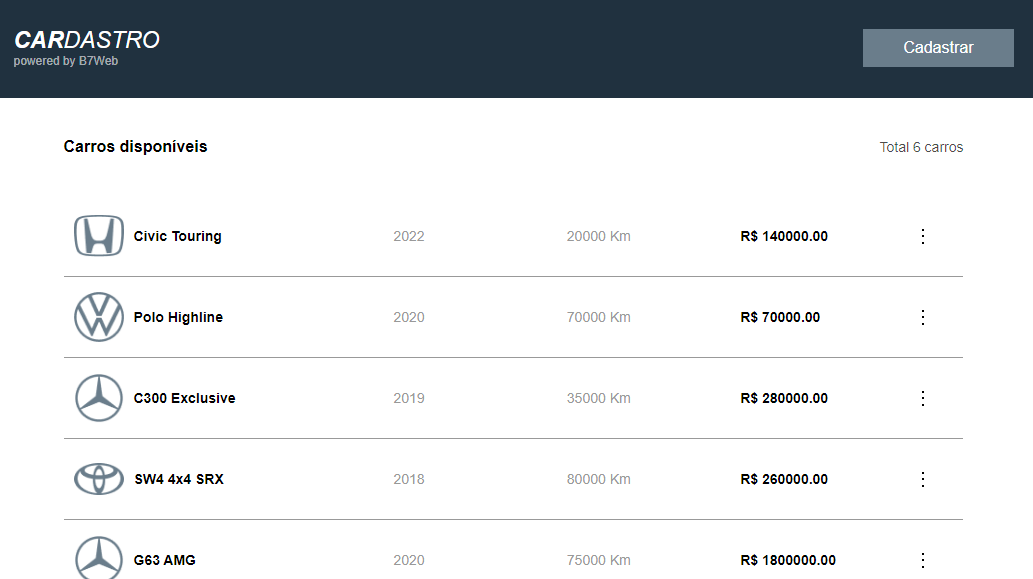 CARDASTRO
powered by B7Web
Cadastrar
Carros disponíveis
Total 6 carros
Civic Touring 2022 20000 Km R$ 140000.00
Polo Highline 2020 70000 Km R$ 70000.00
C300 Exclusive 2019 35000 Km R$ 280000.00
SW4 4x4 SRX 2018 80000 Km R$ 260000.00
G63 AMG 2020 75000 Km R$ 1800000.00